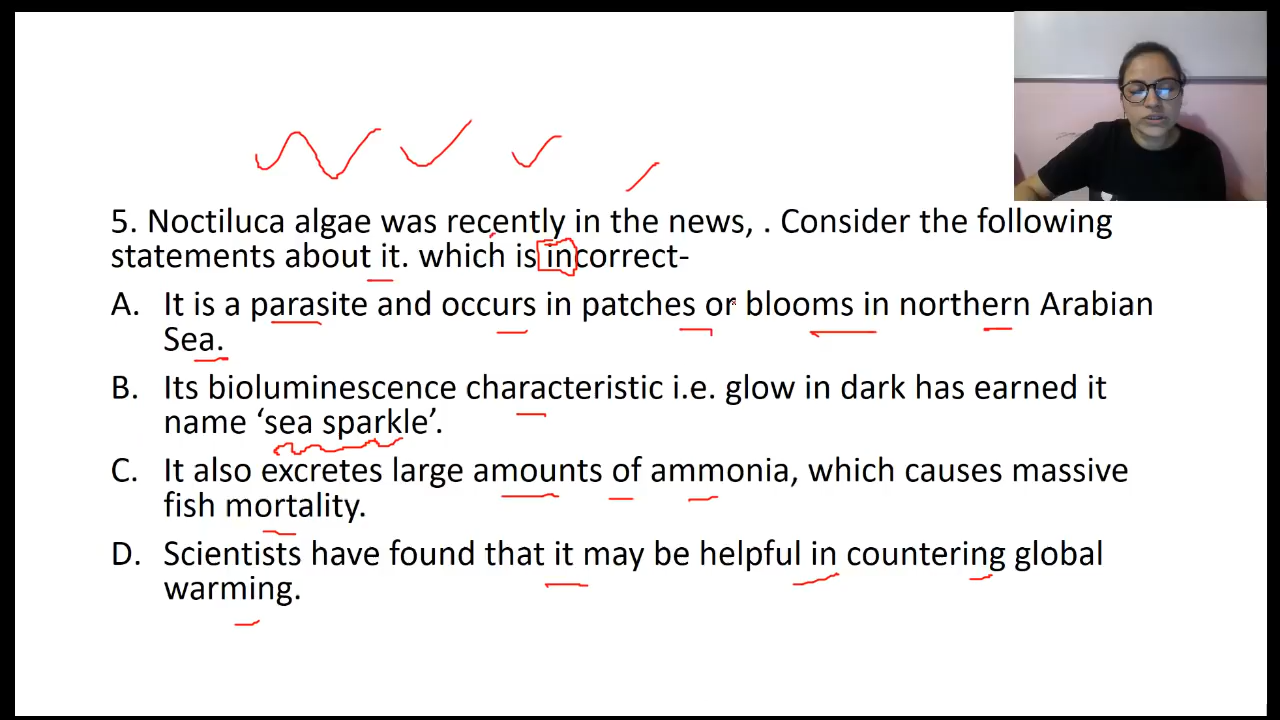 5. Noctiluca algae was recently in the news, . Consider the following
statements about it. which is incorrect-
A. It is a parasite and occurs in patches or blooms in northern Arabian
Sea.
B. Its bioluminescence characteristic i.e. glow in dark has earned it
name ‘sea sparkle’.
C. It also excretes large amounts of ammonia, which causes massive
fish mortality.
D. Scientists have found that it may be helpful in countering global
warming.